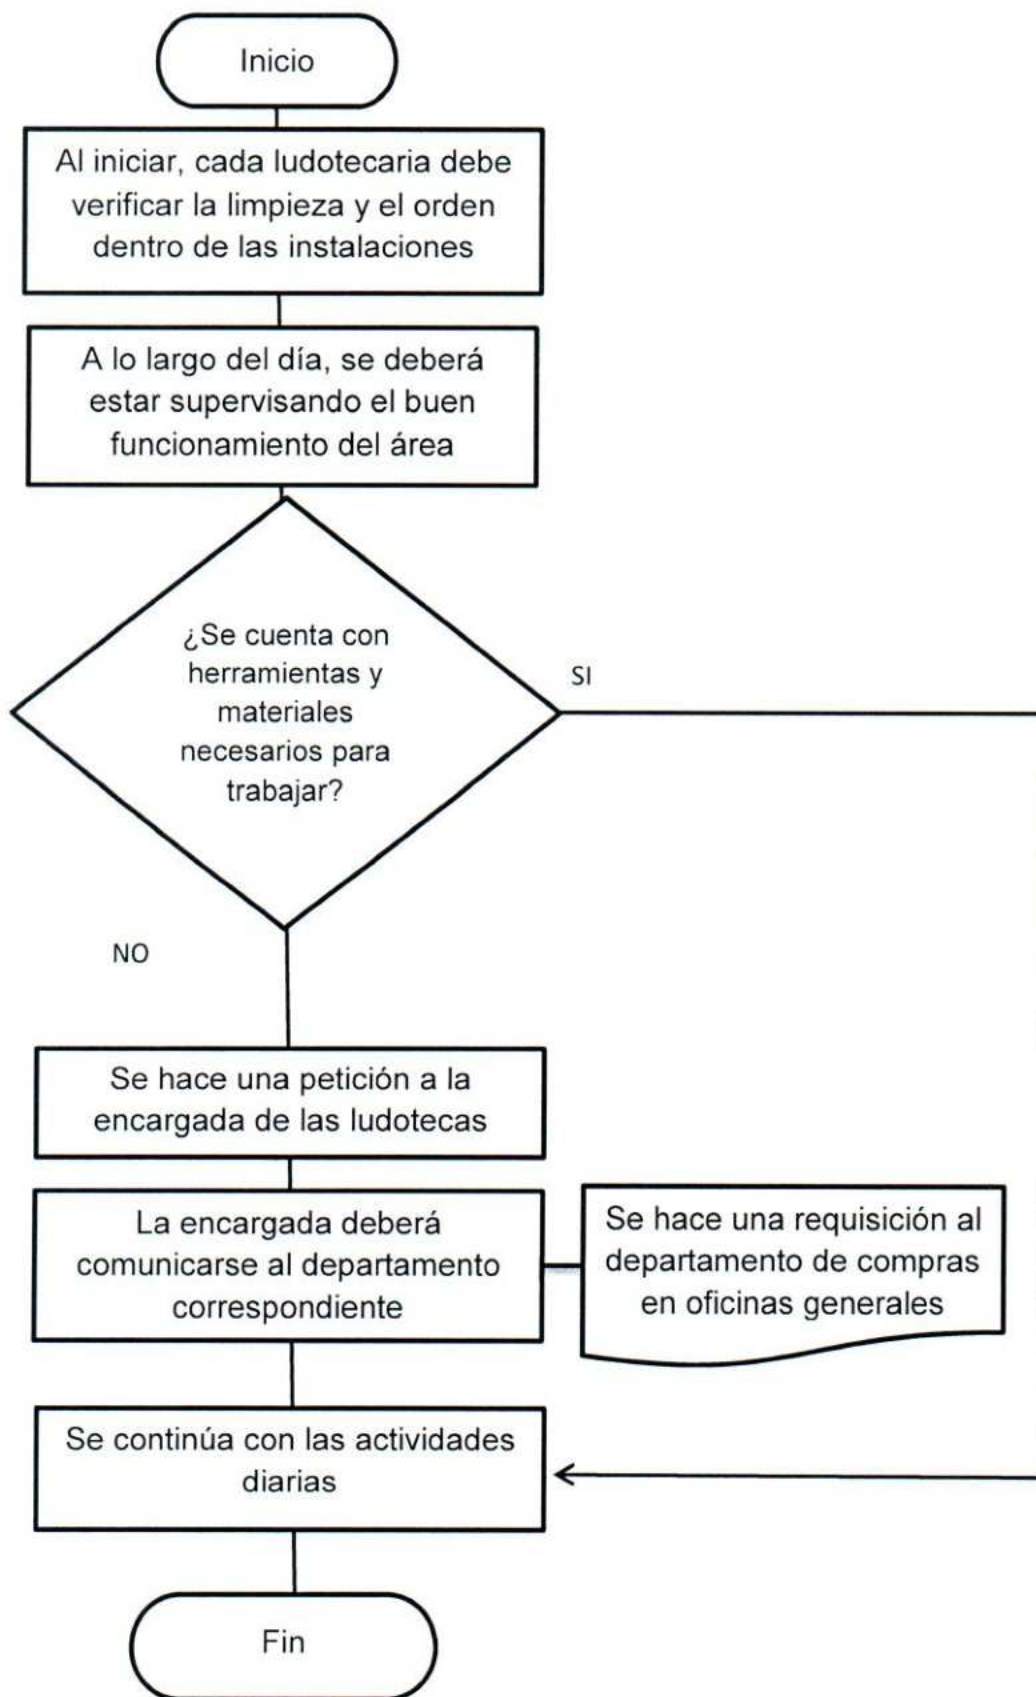 Inicio
Al iniciar, cada ludotecaria debe
verificar la limpieza y el orden
dentro de las instalaciones
A lo largo del día, se deberá
estar supervisando el buen
funcionamiento del área
¿Se cuenta con
herramientas y
materiales
necesarios para
trabajar?
SI
NO
Se hace una petición a la
encargada de las ludotecas
La encargada deberá
comunicarse al departamento
correspondiente
Se hace una requisición al
departamento de compras
en oficinas generales
Se continúa con las actividades
diarias
Fin